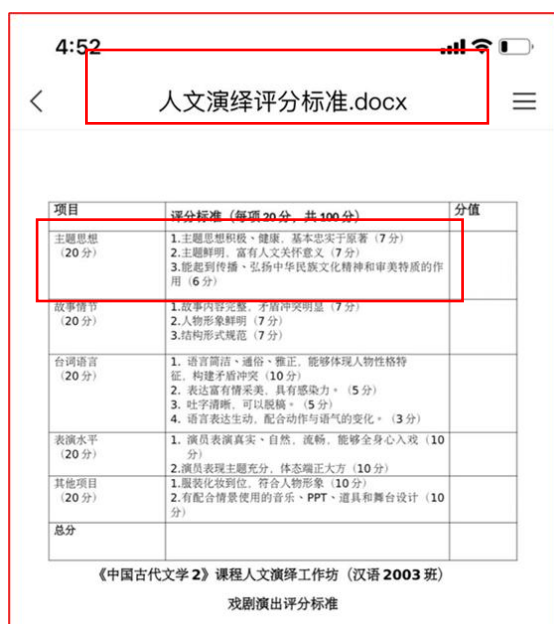 4:52
人文演绎评分标准.docx
项目 评分标准（每项20分，共100分） 分值
主题思想 1.主题思想积极、健康，基本忠实于原著（7分）
（20分） 2.主题鲜明，富有人文关怀意义（7分）
3.能起到传播、弘扬中华民族文化精神和审美特质的作
用（6分）
故事情节 1.故事内容完整，矛盾冲突明显（7分）
（20分） 2.人物形象鲜明（7分）
3.结构形式规范（7分）
台词语言 1. 语言简洁、通俗、雅正，能够体现人物性格特
（20分） 征，构建矛盾冲突（10分）
2. 表达富有情采美，具有感染力。（5分）
3. 吐字清晰，可以脱稿。（5分）
4. 语言表达生动，配合动作与语气的变化。（3分）
表演水平 1. 演员表演真实、自然，流畅，能够全身心入戏（10
（20分） 分）
2.演员表现主题充分，体态端正大方（10分）
其他项目 1.服装化妆到位，符合人物形象（10分）
（20分） 2.有配合情景使用的音乐、PPT、道具和舞台设计（10
分）
总分
《中国古代文学2》课程人文演绎工作坊（汉语2003班）
戏剧演出评分标准